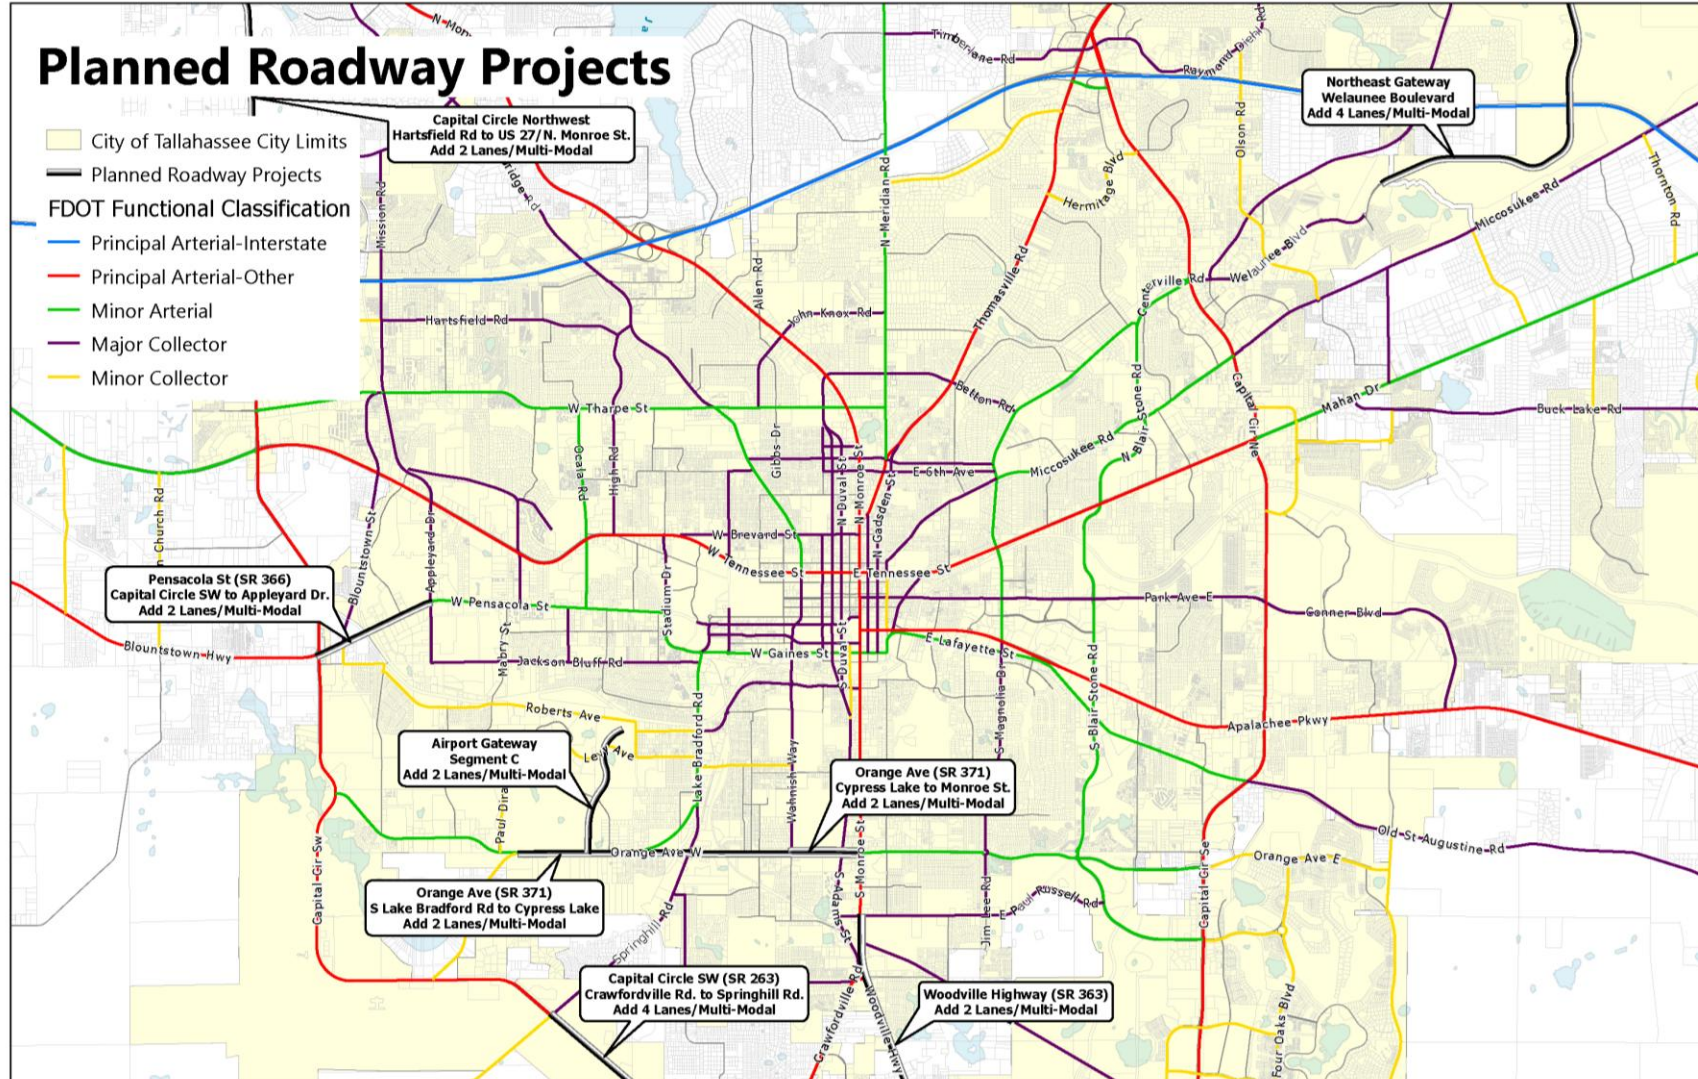 Planned Roadway Projects
City of Tallahassee City Limits
Planned Roadway Projects
FDOT Functional Classification
Principal Arterial-Interstate
Principal Arterial-Other
Minor Arterial
Major Collector
Minor Collector
Capital Circle Northwest
Hartsfield Rd to US 27/N. Monroe St.
Add 2 Lanes/Multi-Modal
Northeast Gateway
Welaunee Boulevard
Add 4 Lanes/Multi-Modal
Pensacola St (SR 366)
Capital Circle SW to Appleyard Dr.
Add 2 Lanes/Multi-Modal
Airport Gateway
Segment C
Add 2 Lanes/Multi-Modal
Orange Ave (SR 371)
Cypress Lake to Monroe St.
Add 2 Lanes/Multi-Modal
Orange Ave (SR 371)
S Lake Bradford Rd to Cypress Lake
Add 2 Lanes/Multi-Modal
Capital Circle SW (SR 263)
Crawfordville Rd. to Springhill Rd.
Add 4 Lanes/Multi-Modal
Woodville Highway (SR 363)
Add 2 Lanes/Multi-Modal
Timberlane Rd
Raymond Diehl Rd
Olson Rd
Thornton Rd
Miccosukee Rd
Hermitage Blvd
Welaunee Blvd
Centerville Rd
Mission Rd
N Meridian Rd
Thomasville Rd
Allen Rd
John Knox Rd
Hartsfield Rd
W Tharpe St
Betton Rd
N Blair Stone Rd
Capital Cir Ne
Mahan Dr
Buck Lake Rd
Miccosukee Rd
E 6th Ave
Gibbs Dr
N Duval St
N Monroe St
N Gadsden St
Ocala Rd
High Rd
Church Rd
Blountstown St
Appleyard Dr
W Brevard St
W Tennessee St
E Tennessee St
Stadium Dr
W Pensacola St
Park Ave E
Conner Blvd
Blountstown Hwy
Mabry St
Jackson Bluff Rd
W Gaines St
S Duval St
E Lafayette St
S Magnolia Dr
S Blair Stone Rd
Apalachee Pkwy
Roberts Ave
Ave
Lake Bradford Rd
Wahnish Way
Paul Dira
Orange Ave W
S Monroe St
S Adams St
Capital Cir Sw
Springhill Rd
Jim Lee Rd
E Paul Russell Rd
Capital Cir Se
Orange Ave E
Old St Augustine Rd
Crawfordville Rd
Woodville Hwy
Four Oaks Blvd